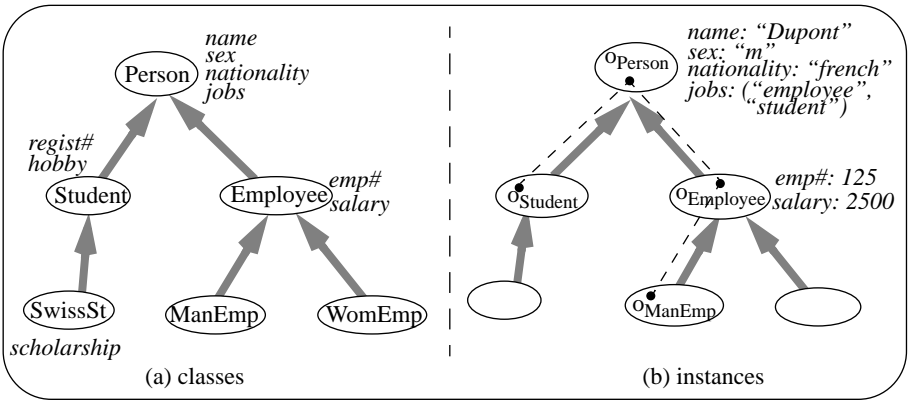 name
sex
Person
nationality
jobs
regist#
hobby
Student
Employee
emp#
salary
SwissSt
ManEmp
WomEmp
scholarship
(a) classes
name: “Dupont”
sex: “m”
oPerson
nationality: “french”
jobs: (“employee”,
“student”)
oStudent
oEmployee
emp#: 125
salary: 2500
oManEmp
(b) instances